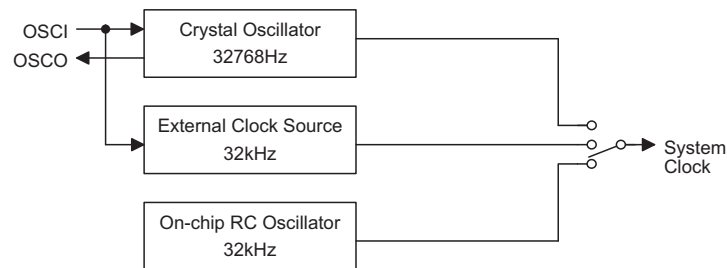 OSCI
OSCO
Crystal Oscillator
32768Hz
External Clock Source
32kHz
On-chip RC Oscillator
32kHz
System
Clock